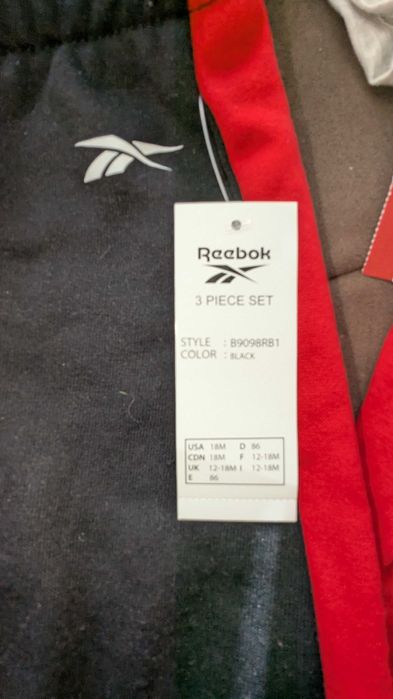 Reebok
3 PIECE SET
STYLE : B9098RB1
COLOR : BLACK
USA 18M D 86
CDN 18M F 12-18M
UK 12-18M I 12-18M
E 86